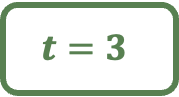 t = 3